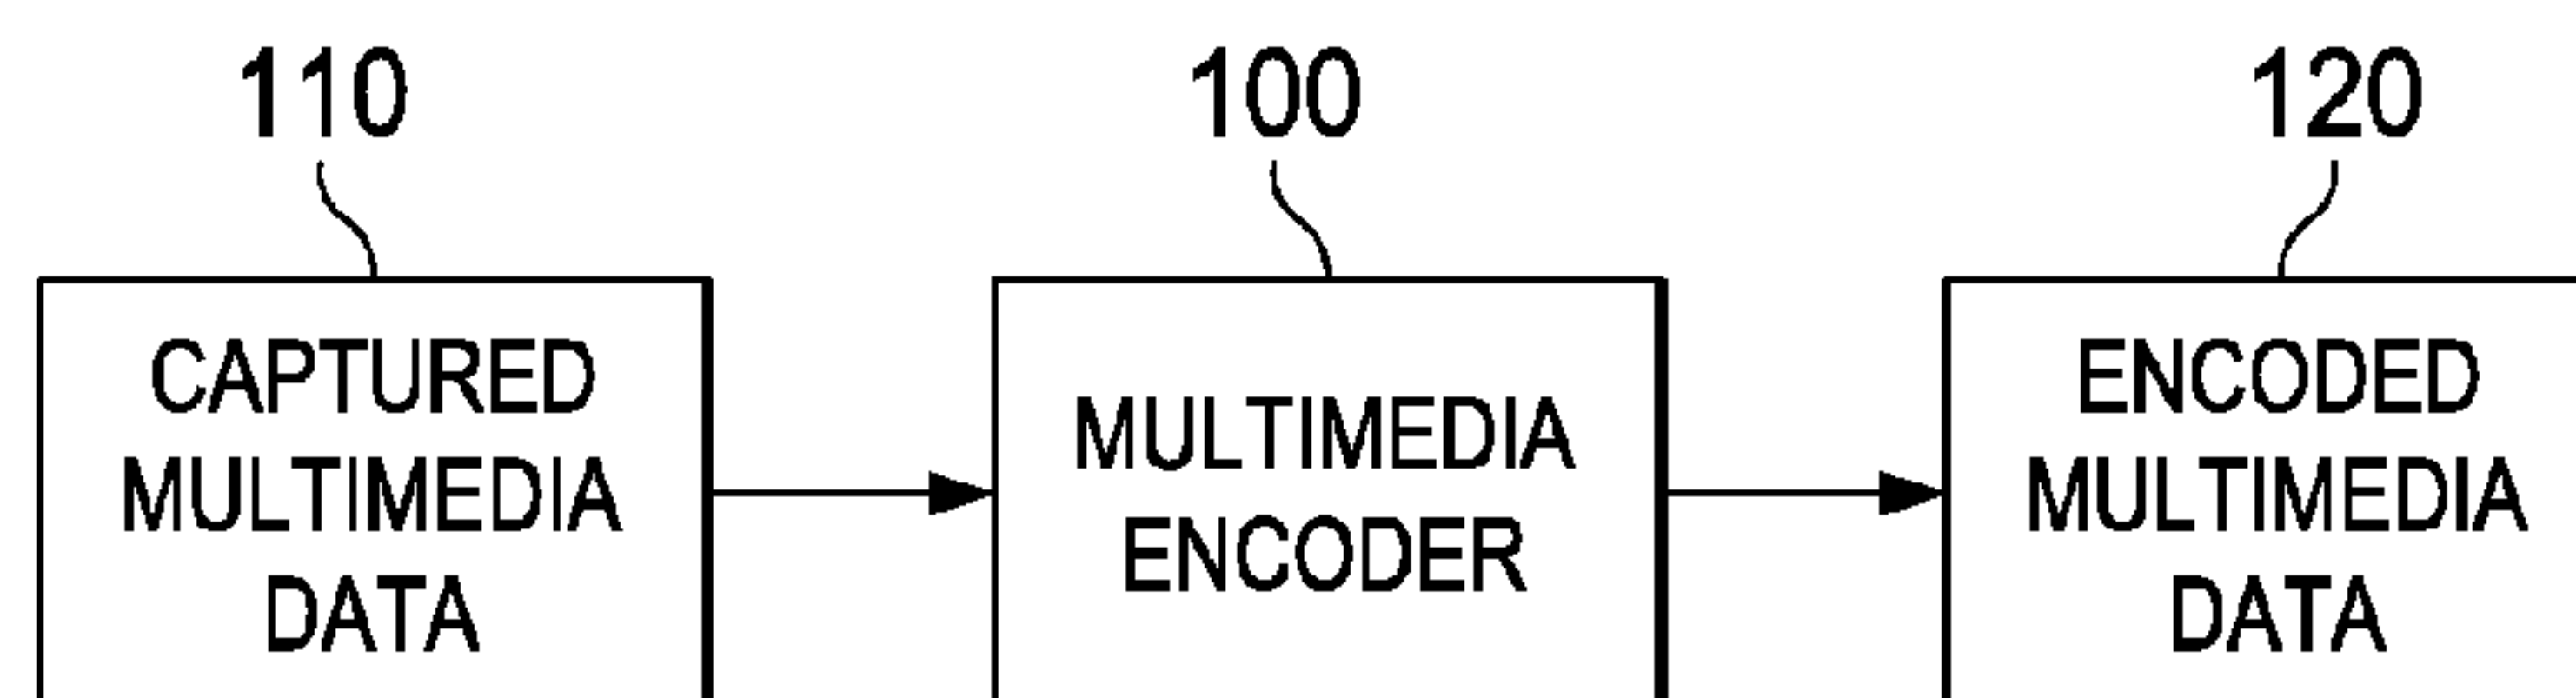 110
100
120
CAPTURED
MULTIMEDIA
DATA
MULTIMEDIA
ENCODER
ENCODED
MULTIMEDIA
DATA